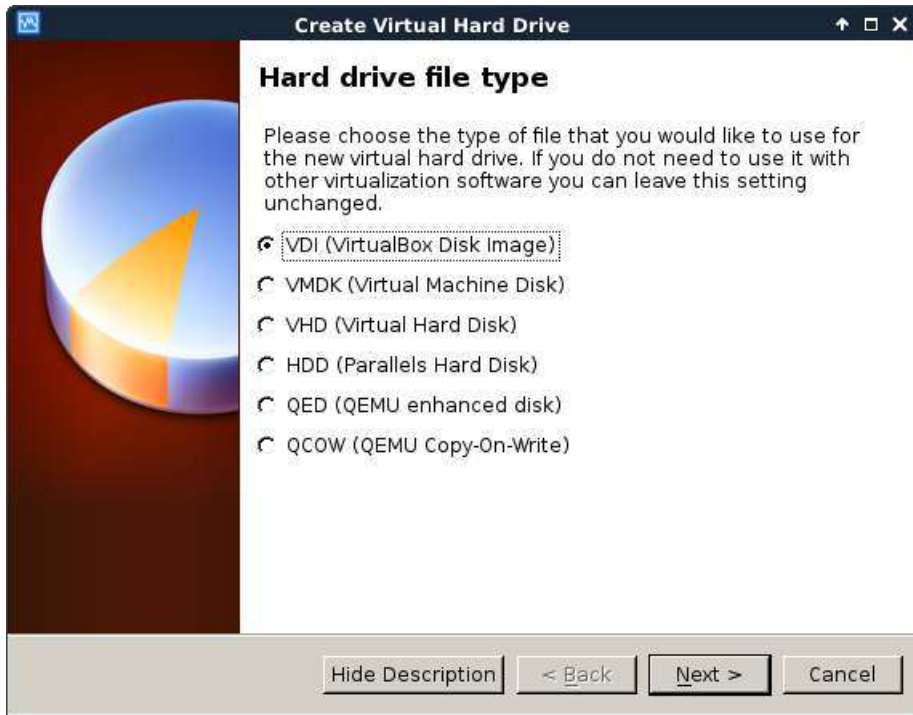 Create Virtual Hard Drive
Hard drive file type
Please choose the type of file that you would like to use for
the new virtual hard drive. If you do not need to use it with
other virtualization software you can leave this setting
unchanged.
VDI (VirtualBox Disk Image)
VMDK (Virtual Machine Disk)
VHD (Virtual Hard Disk)
HDD (Parallels Hard Disk)
QED (QEMU enhanced disk)
QCOW (QEMU Copy-On-Write)
Hide Description < Back Next > Cancel